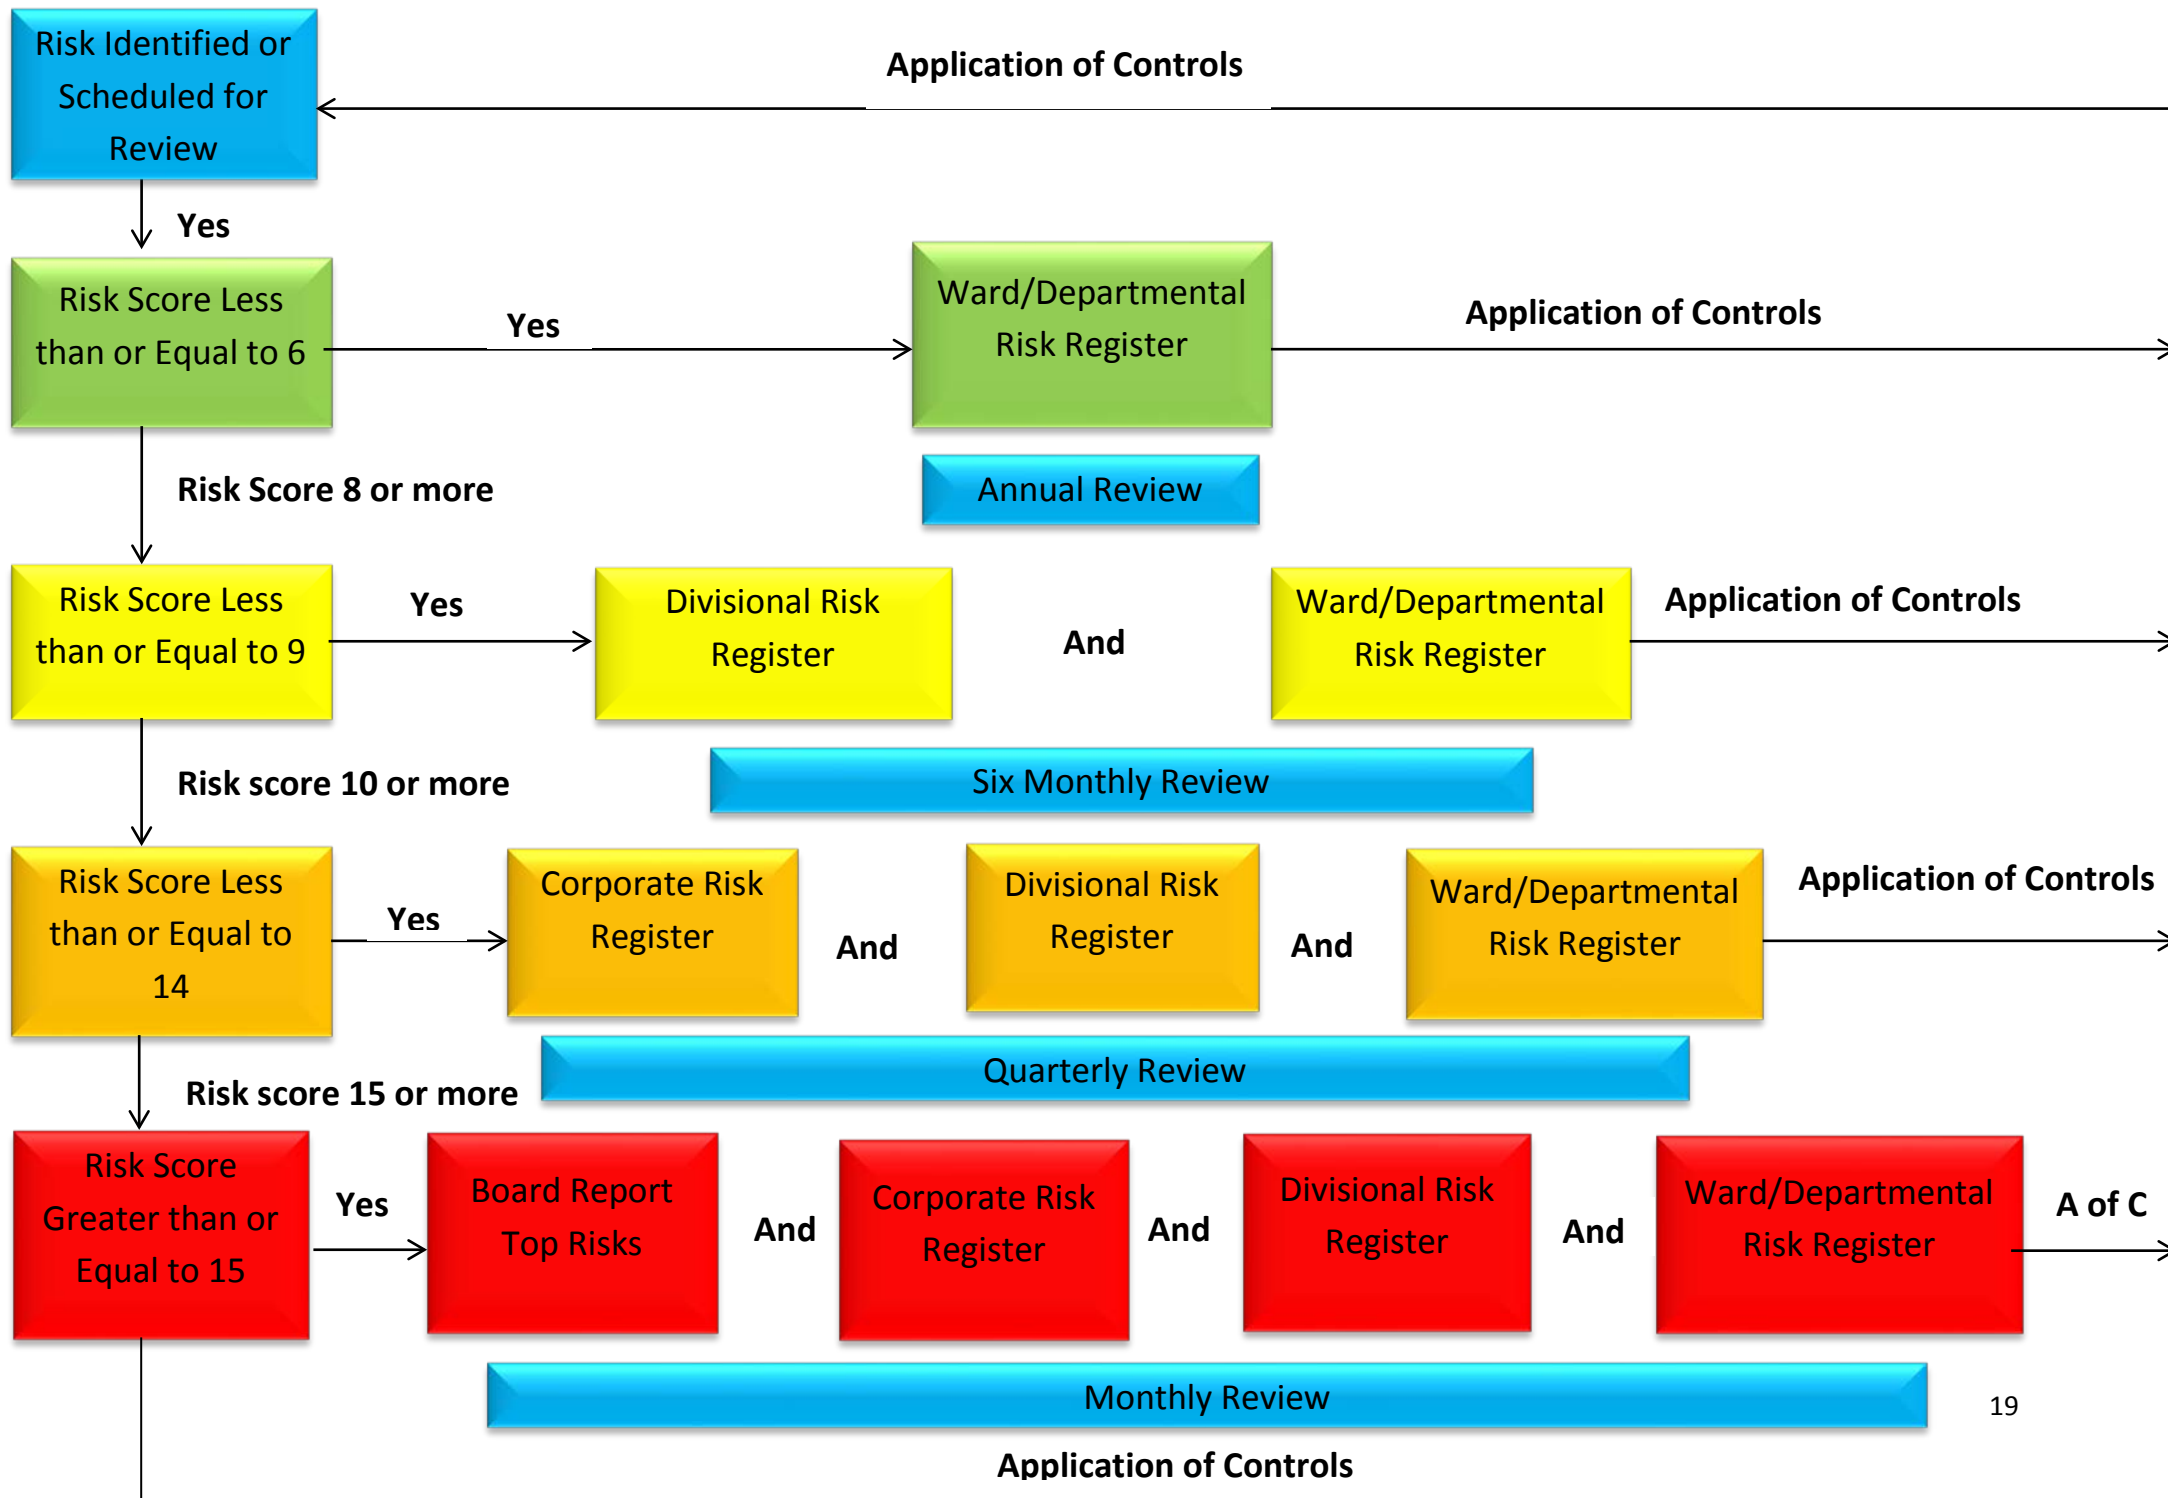 Risk Identified or
Scheduled for
Review
Application of Controls
Yes
Risk Score Less
than or Equal to 6
Yes
Ward/Departmental
Risk Register
Application of Controls
Risk Score 8 or more
Annual Review
Risk Score Less
than or Equal to 9
Yes
Divisional Risk
Register
And
Ward/Departmental
Risk Register
Application of Controls
Risk score 10 or more
Six Monthly Review
Risk Score Less
than or Equal to
14
Yes
Corporate Risk
Register
And
Divisional Risk
Register
And
Ward/Departmental
Risk Register
Application of Controls
Risk score 15 or more
Quarterly Review
Risk Score
Greater than or
Equal to 15
Yes
Board Report
Top Risks
And
Corporate Risk
Register
And
Divisional Risk
Register
And
Ward/Departmental
Risk Register
A of C
Monthly Review
19
Application of Controls